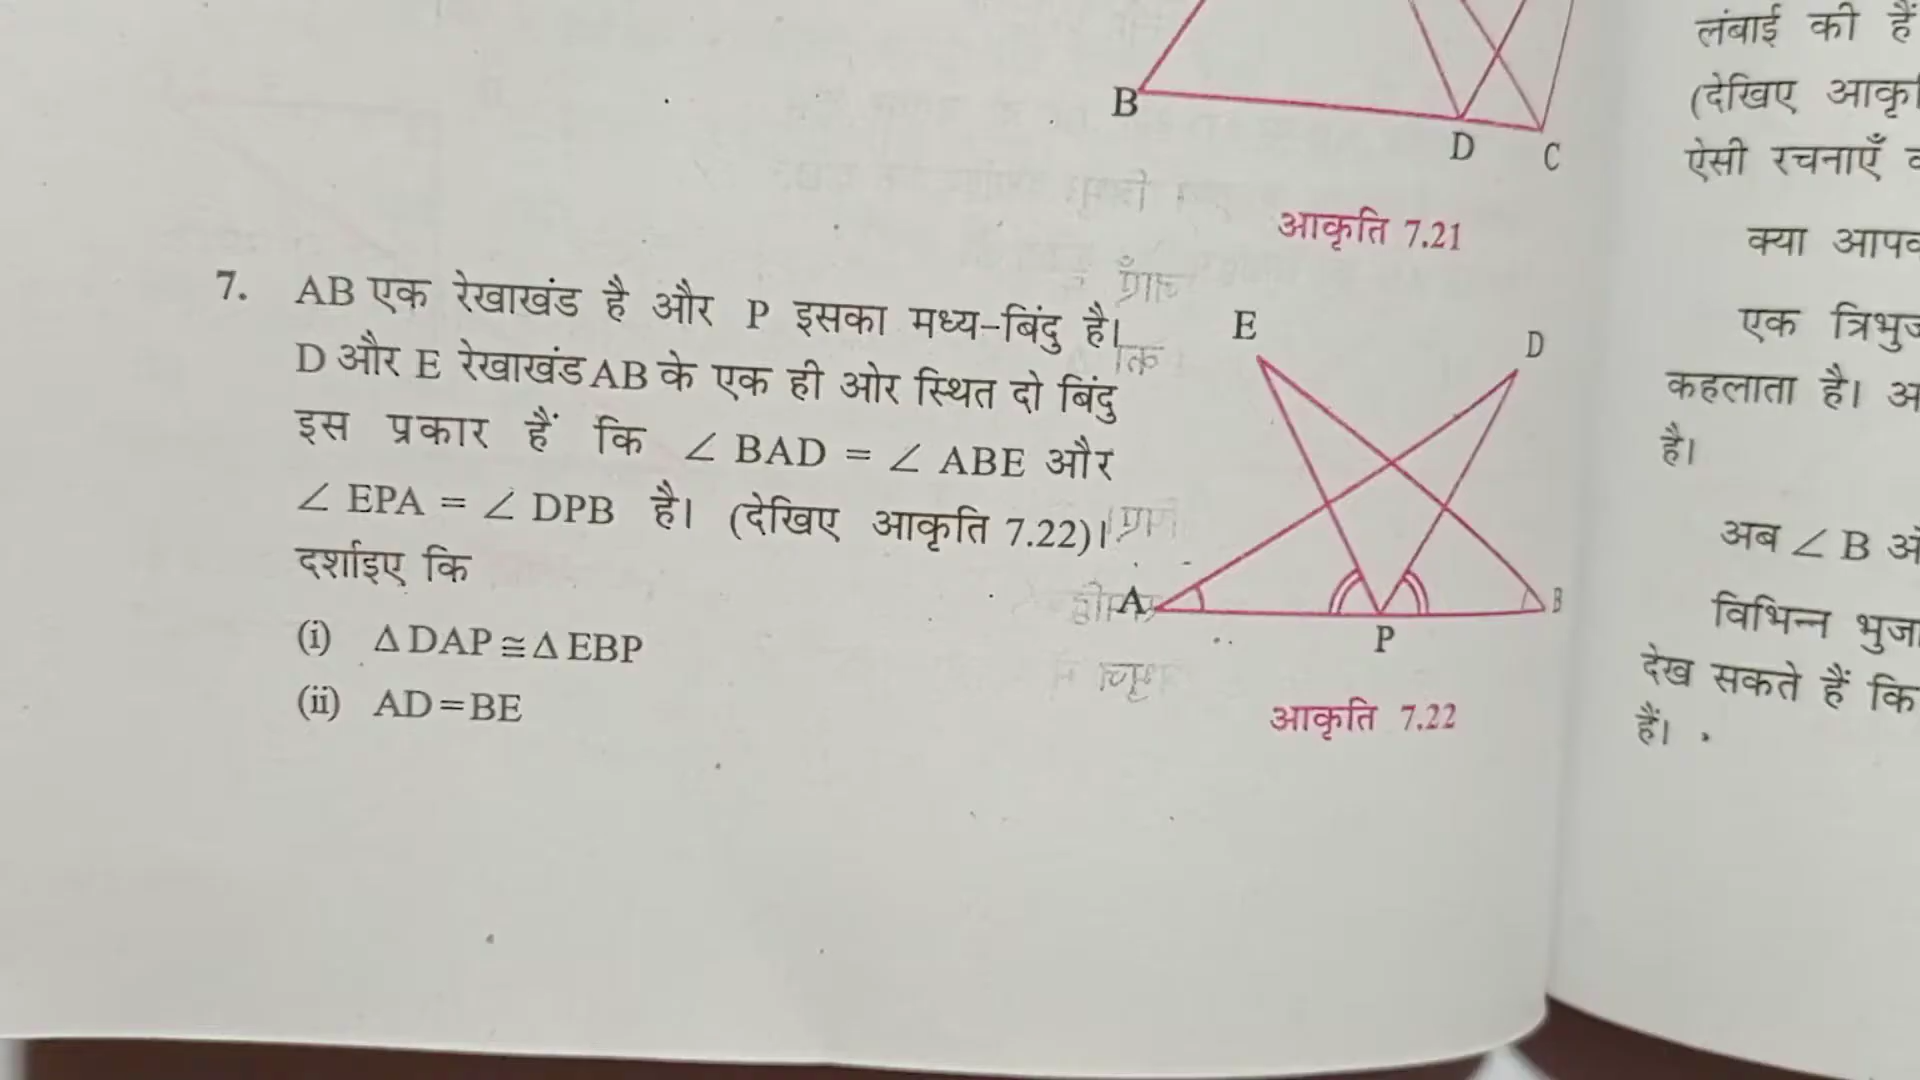 B
D
C
आकृति 7.21
7. AB एक रेखाखंड है और P इसका मध्य-बिंदु है।
D और E रेखाखंड AB के एक ही ओर स्थित दो बिंदु
इस प्रकार हैं कि ∠ BAD = ∠ ABE और
∠ EPA = ∠ DPB है। (देखिए आकृति 7.22)।
दर्शाइए कि
(i) Δ DAP ≅ Δ EBP
(ii) AD = BE
E
D
A
P
B
आकृति 7.22
लंबाई की हैं
(देखिए
ऐसी रचनाएँ
क्या
एक
कहलाता है।
है।
अब ∠ B
विभिन्न
देख सकते हैं कि
हैं।